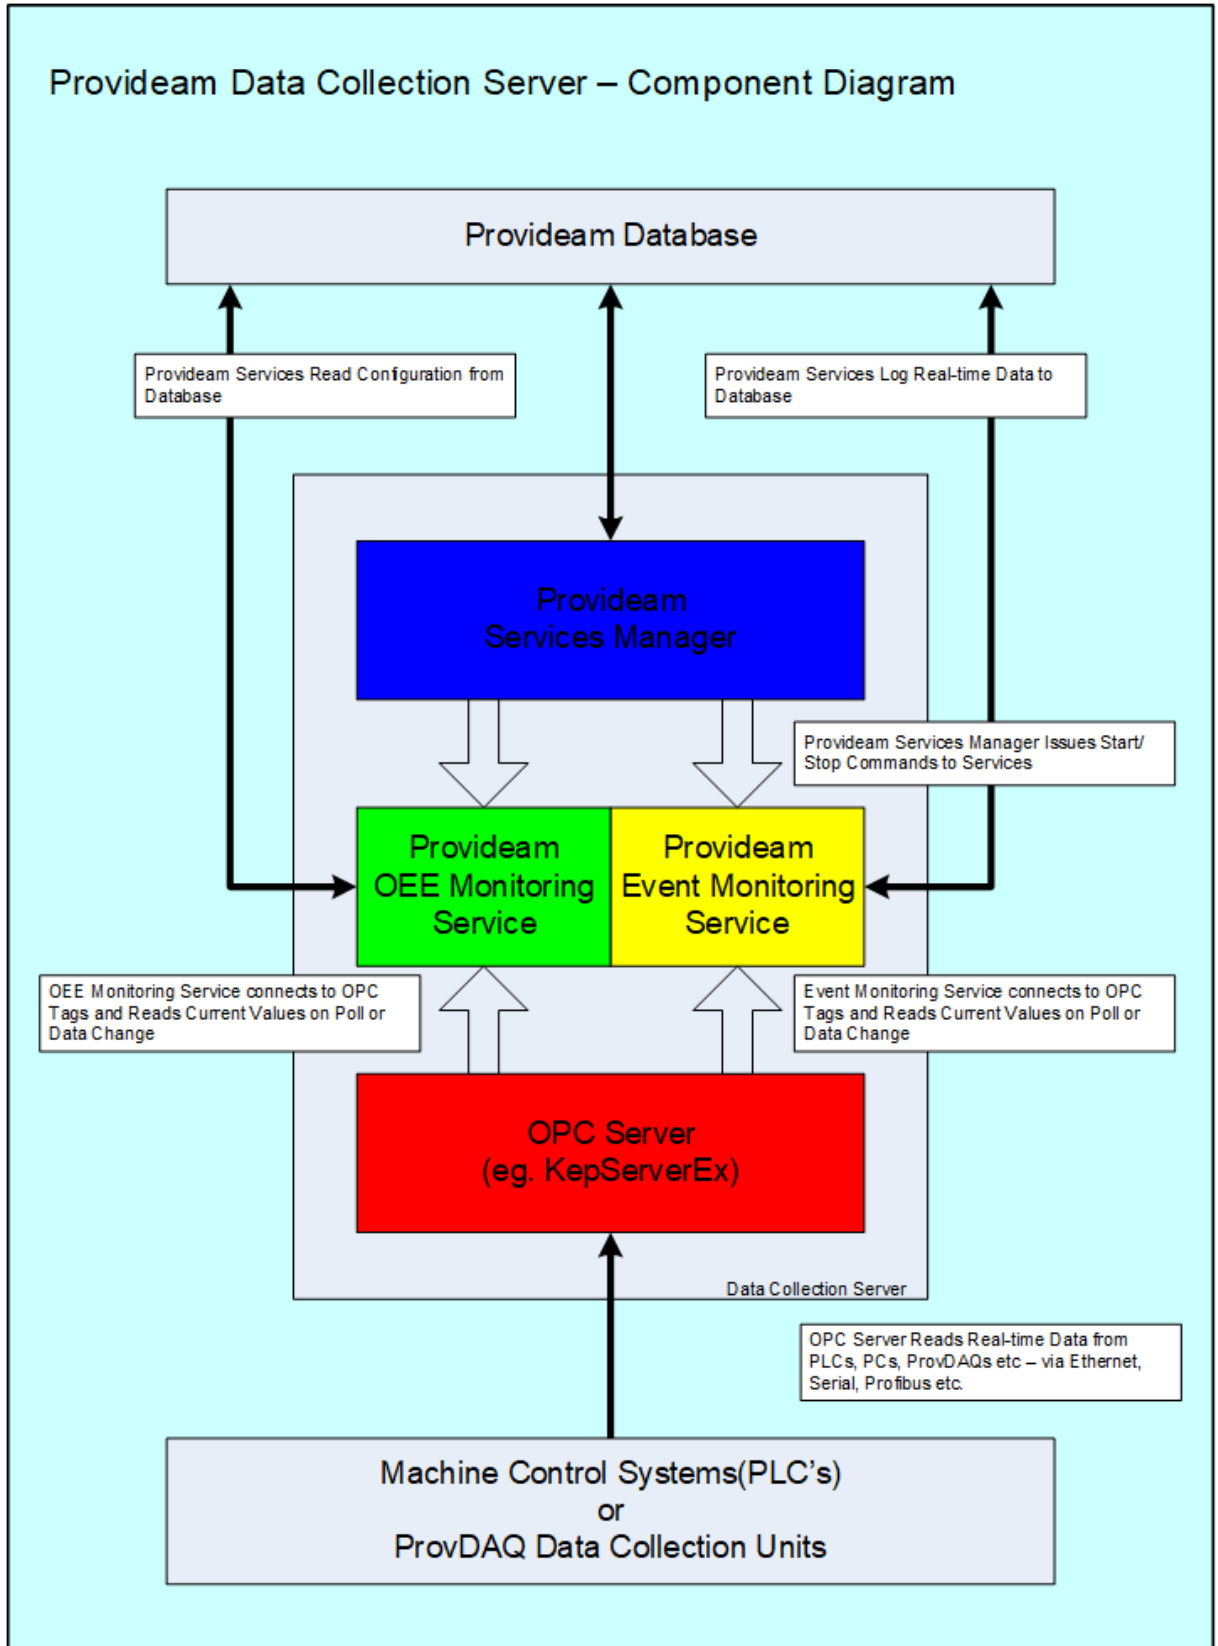 Provideam Data Collection Server – Component Diagram
Provideam Database
Provideam Services Read Configuration from
Database
Provideam Services Log Real-time Data to
Database
Provideam
Services Manager
Provideam Services Manager Issues Start/
Stop Commands to Services
Provideam
OEE Monitoring
Service
Provideam
Event Monitoring
Service
OEE Monitoring Service connects to OPC
Tags and Reads Current Values on Poll or
Data Change
Event Monitoring Service connects to OPC
Tags and Reads Current Values on Poll or
Data Change
OPC Server
(eg. KepServerEx)
Data Collection Server
OPC Server Reads Real-time Data from
PLCs, PCs, ProvDAQs etc – via Ethernet,
Serial, Profibus etc.
Machine Control Systems(PLC's)
or
ProvDAQ Data Collection Units